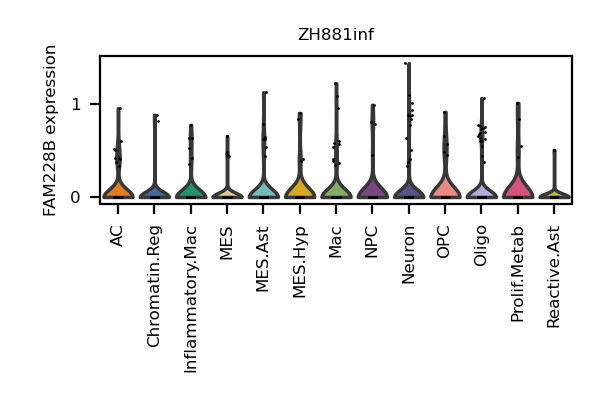 ZH881inf
FAM228B expression
1
0
AC
Chromatin.Reg
Inflammatory.Mac
MES
MES.Ast
MES.Hyp
Mac
NPC
Neuron
OPC
Oligo
Prolif.Metab
Reactive.Ast